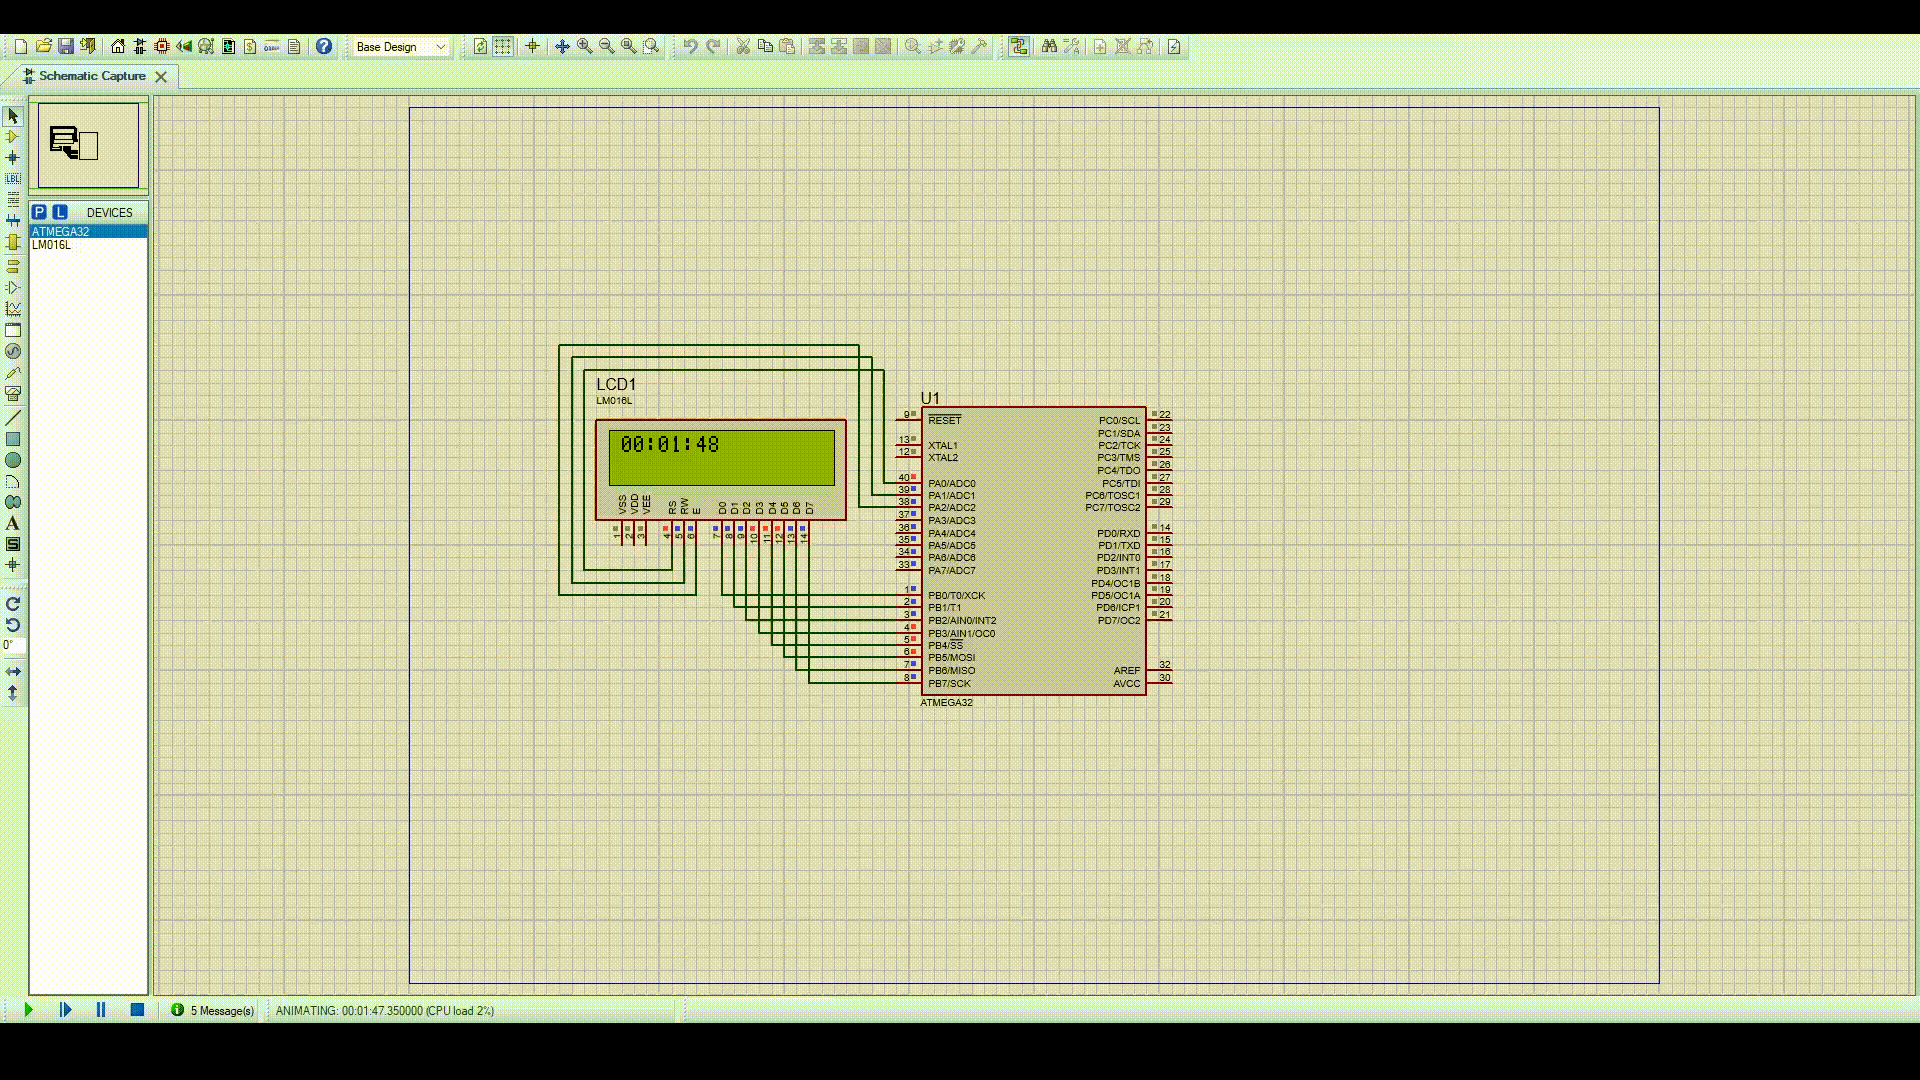 Base Design
Schematic Capture
LBL
P L DEVICES
ATMEGA32
LM016L
A
S
0°
LCD1
LM016L
00:01:48
VSS
VDD
VEE
RS
RW
E
D0
D1
D2
D3
D4
D5
D6
D7
1
2
3
4
5
6
7
8
9
10
11
12
13
14
U1
9 RESET
13 XTAL1
12 XTAL2
40 PA0/ADC0
39 PA1/ADC1
38 PA2/ADC2
37 PA3/ADC3
36 PA4/ADC4
35 PA5/ADC5
34 PA6/ADC6
33 PA7/ADC7
1 PB0/T0/XCK
2 PB1/T1
3 PB2/AIN0/INT2
4 PB3/AIN1/OC0
5 PB4/SS
6 PB5/MOSI
7 PB6/MISO
8 PB7/SCK
PC0/SCL 22
PC1/SDA 23
PC2/TCK 24
PC3/TMS 25
PC4/TDO 26
PC5/TDI 27
PC6/TOSC1 28
PC7/TOSC2 29
PD0/RXD 14
PD1/TXD 15
PD2/INT0 16
PD3/INT1 17
PD4/OC1B 18
PD5/OC1A 19
PD6/ICP1 20
PD7/OC2 21
AREF 32
AVCC 30
ATMEGA32
5 Message(s)
ANIMATING: 00:01:47.350000 (CPU load 2%)